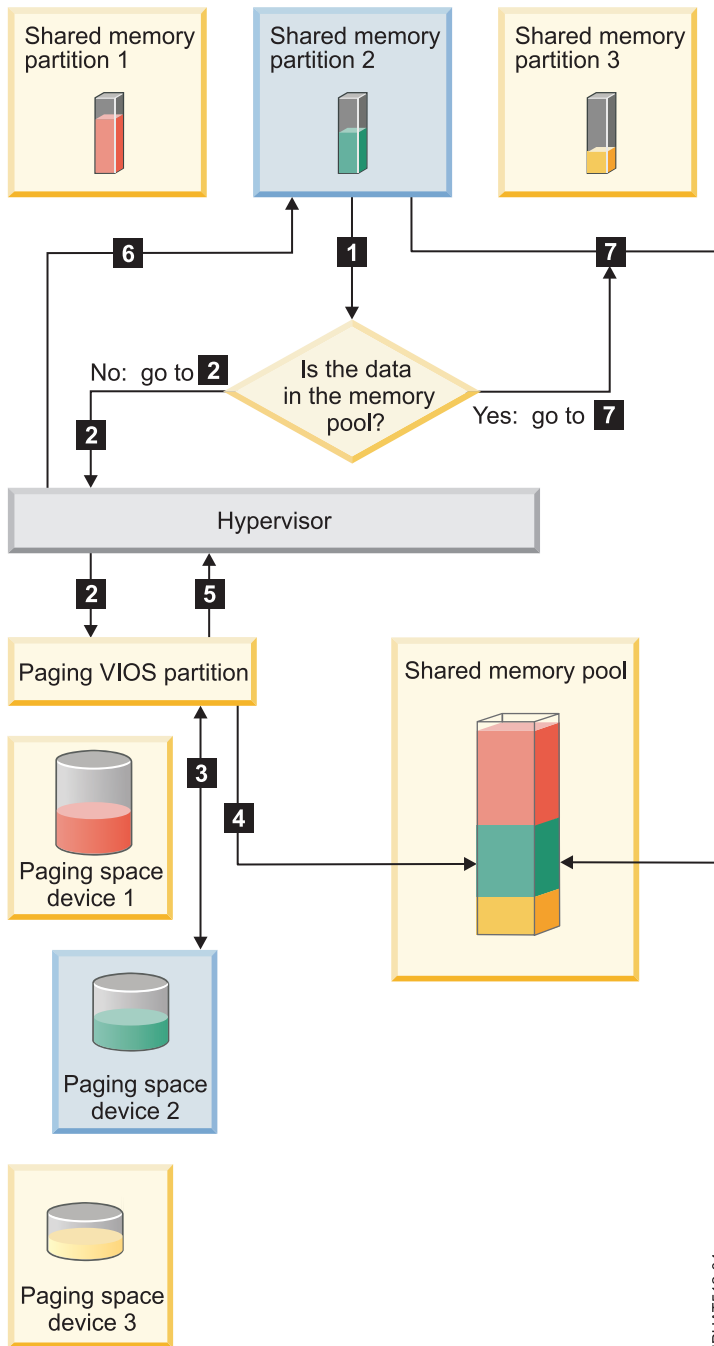 Shared memory
partition 1
Shared memory
partition 2
Shared memory
partition 3
6
1
7
No: go to 2
Is the data
in the memory
pool?
Yes: go to 7
2
Hypervisor
2
5
Paging VIOS partition
Shared memory pool
3
4
Paging space
device 1
Paging space
device 2
Paging space
device 3